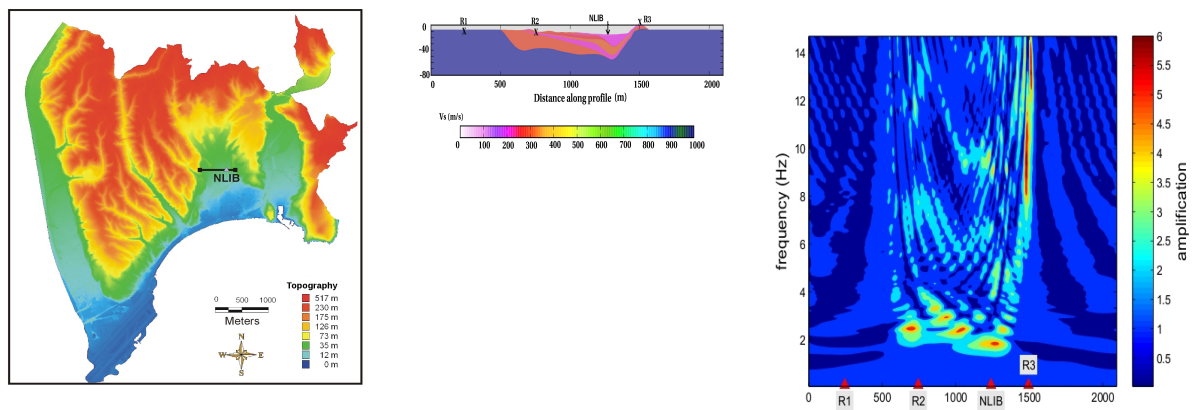 NLIB
0 500 1000
Meters
N
W E
S
Topography
517 m
230 m
175 m
126 m
73 m
35 m
12 m
0 m
R1 R2 NLIB R3
0
-40
-80
0 500 1000 1500 2000
Distance along profile (m)
Vs (m/s)
0 100 200 300 400 500 600 700 800 900 1000
frequency (Hz)
14
12
10
8
6
4
2
0 500 1000 1500 2000
R1 R2 NLIB R3
6
5.5
5
4.5
4
3.5
3
2.5
2
1.5
1
0.5
amplification